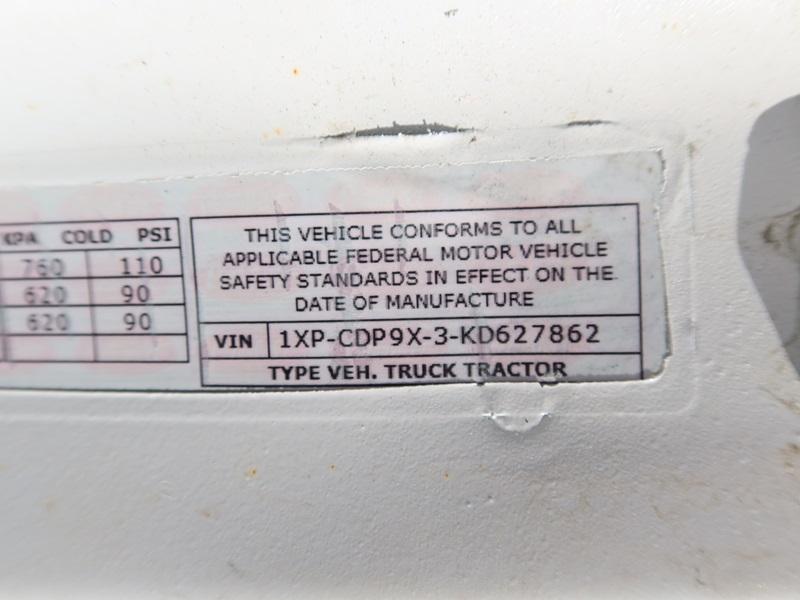 KPA COLD PSI
760 110
620 90
620 90
THIS VEHICLE CONFORMS TO ALL
APPLICABLE FEDERAL MOTOR VEHICLE
SAFETY STANDARDS IN EFFECT ON THE
DATE OF MANUFACTURE
VIN 1XP-CDP9X-3-KD627862
TYPE VEH. TRUCK TRACTOR